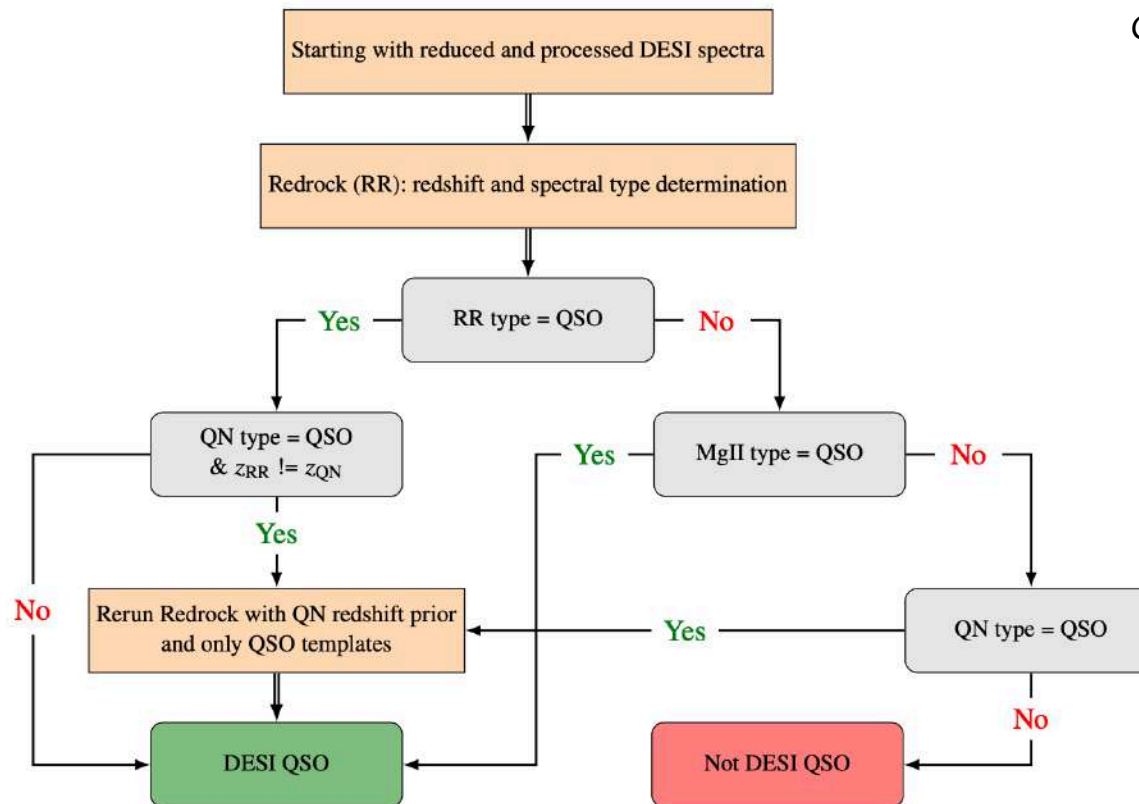 Starting with reduced and processed DESI spectra
Redrock (RR): redshift and spectral type determination
RR type = QSO
Yes
No
QN type = QSO
& z_RR != z_QN
MgII type = QSO
Yes
No
Yes
No
Rerun Redrock with QN redshift prior
and only QSO templates
Yes
QN type = QSO
No
DESI QSO
Not DESI QSO